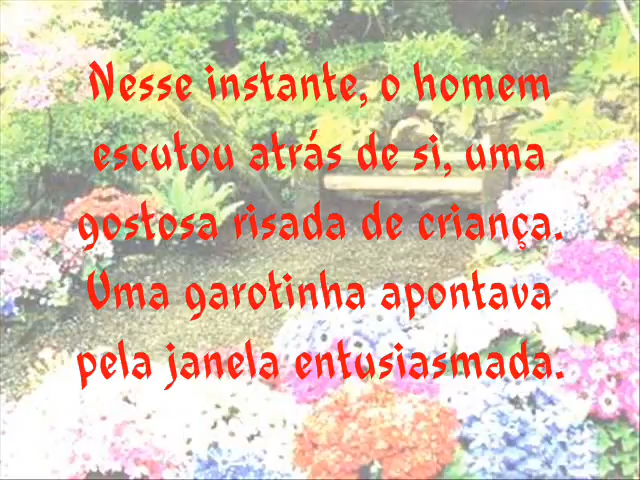 Nesse instante, o homem
escutou atrás de si, uma
gostosa risada de criança.
Uma garotinha apontava
pela janela entusiasmada.